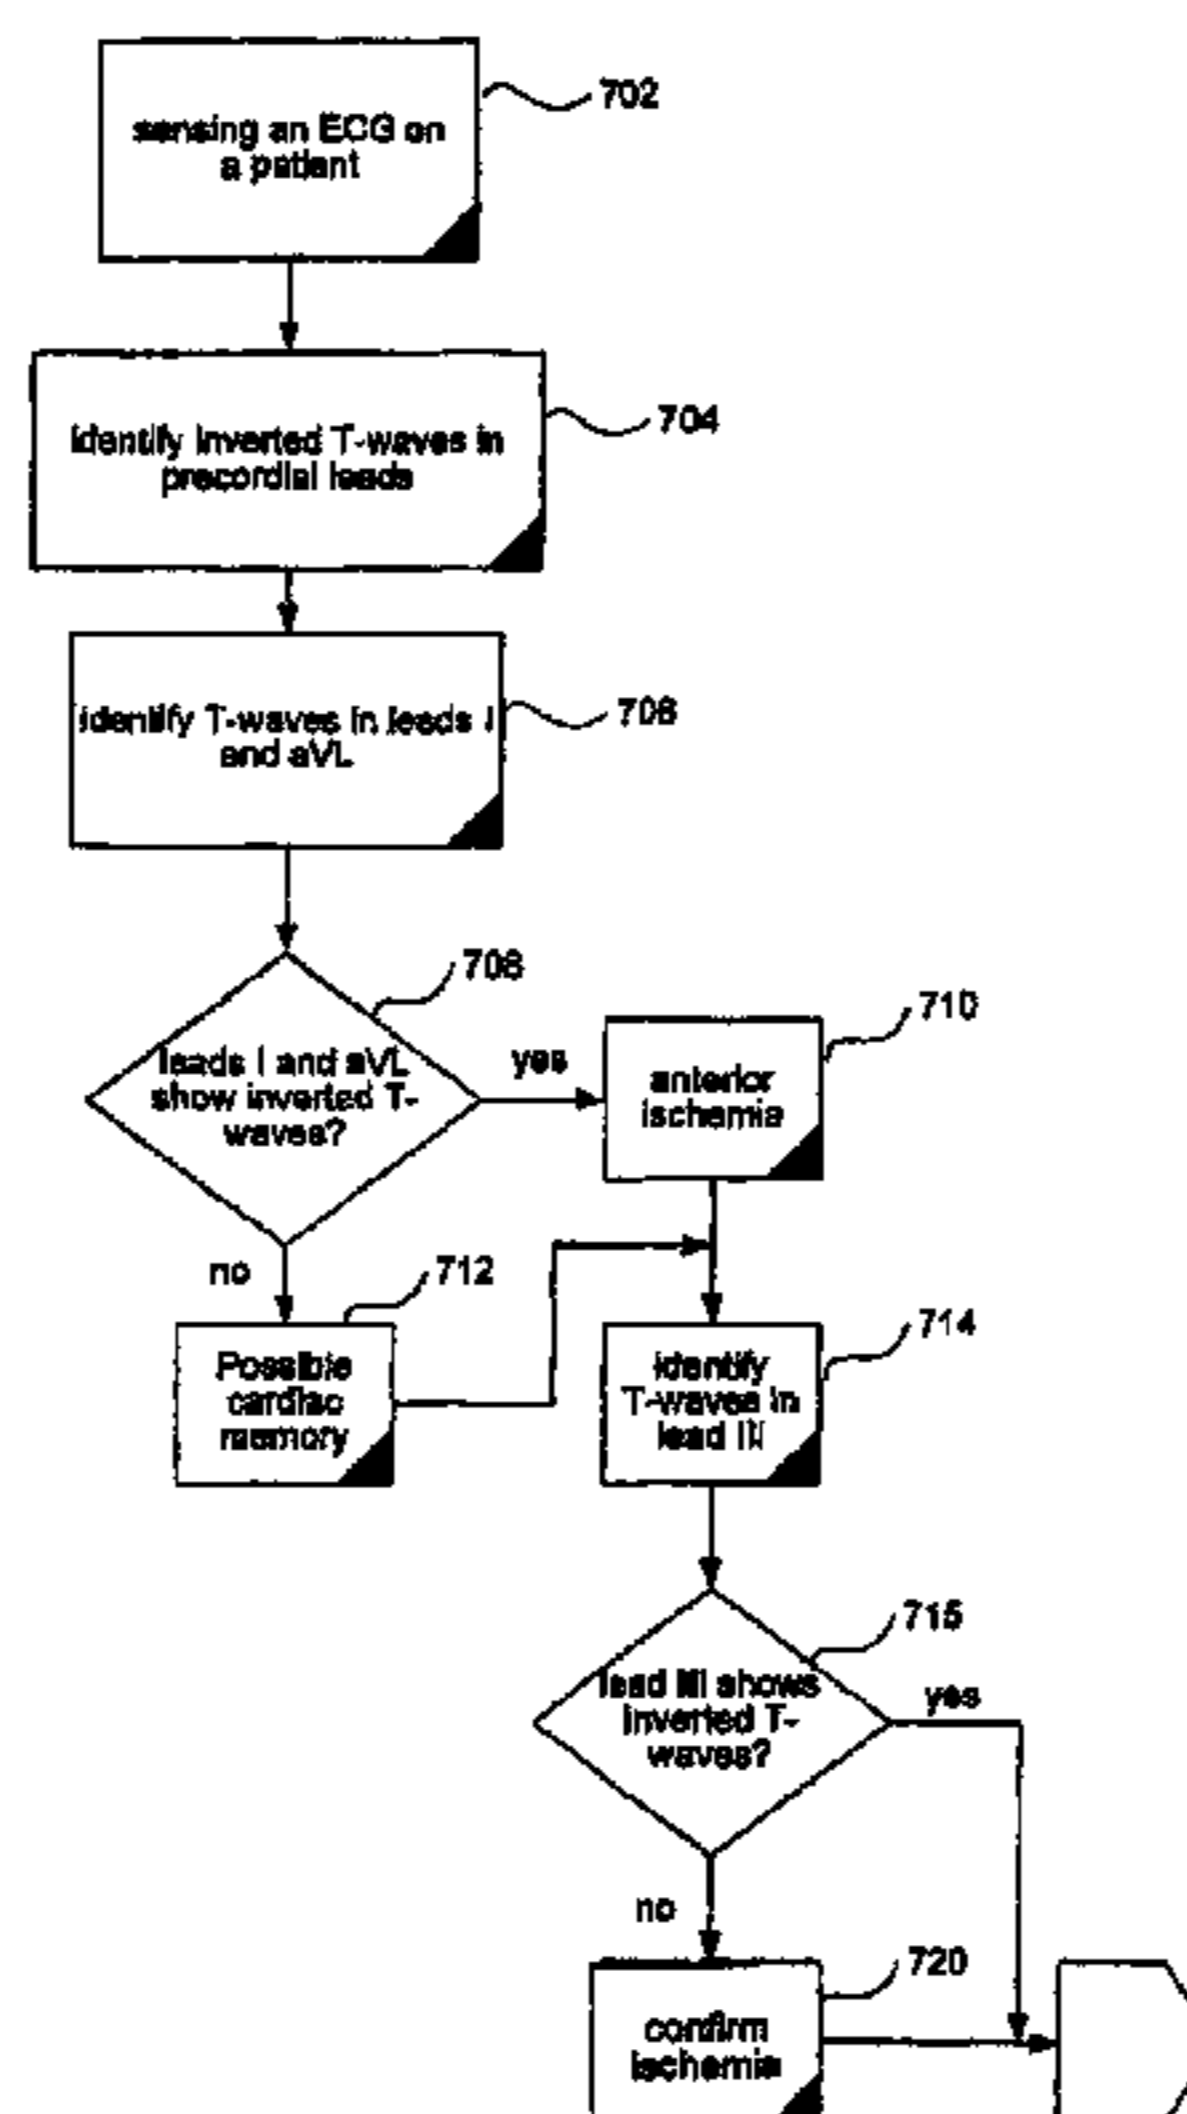 702
sensing an ECG on
a patient
704
identify inverted T-waves in
precordial leads
706
identify T-waves in leads I
and aVL
708
leads I and aVL
show inverted T-
waves?
yes
710
anterior
ischemia
no
712
Possible
cardiac
memory
714
identify
T-waves in
lead III
715
lead III shows
inverted T-
waves?
yes
no
720
confirm
ischemia